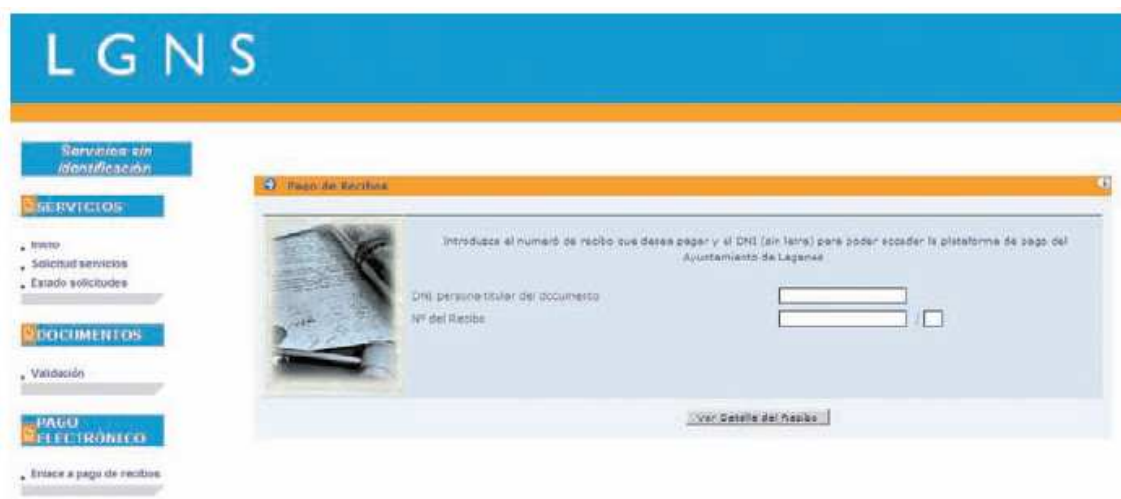 LGNS
Servicios sin
identificación
SERVICIOS
Inicio
Solicitud servicios
Estado solicitudes
DOCUMENTOS
Validación
PAGO
ELECTRÓNICO
Enlace a pago de recibos
Pago de Recibos
Introduzca el numeró de recibo que desea pagar y el DNI (sin letra) para poder acceder la plataforma de pago del
Ayuntamiento de Leganés
DNI persona titular del documento
Nº del Recibo
/
Ver Detalle del Recibo